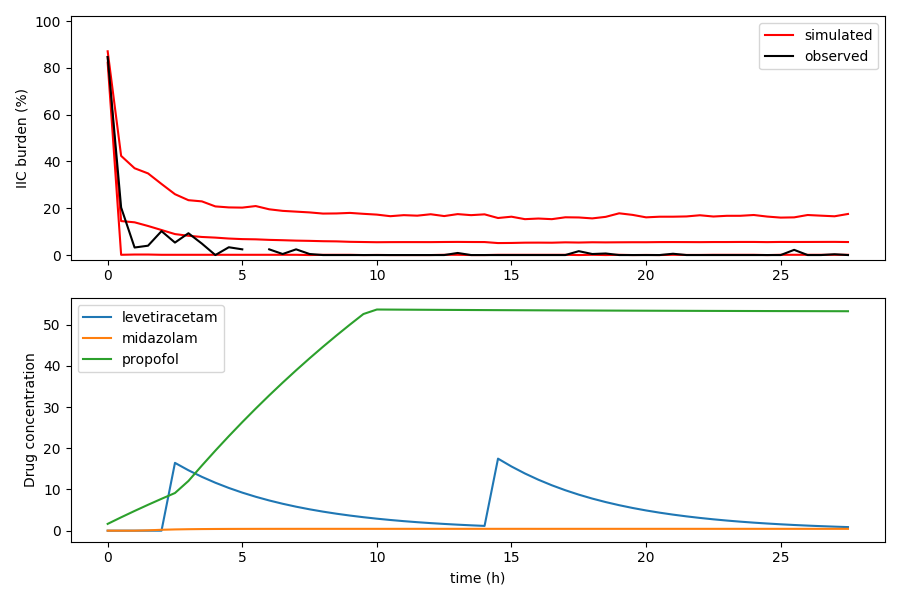 100
80
60
40
20
0
IIC burden (%)
simulated
observed
0 5 10 15 20 25
50
40
30
20
10
0
Drug concentration
levetiracetam
midazolam
propofol
0 5 10 15 20 25
time (h)